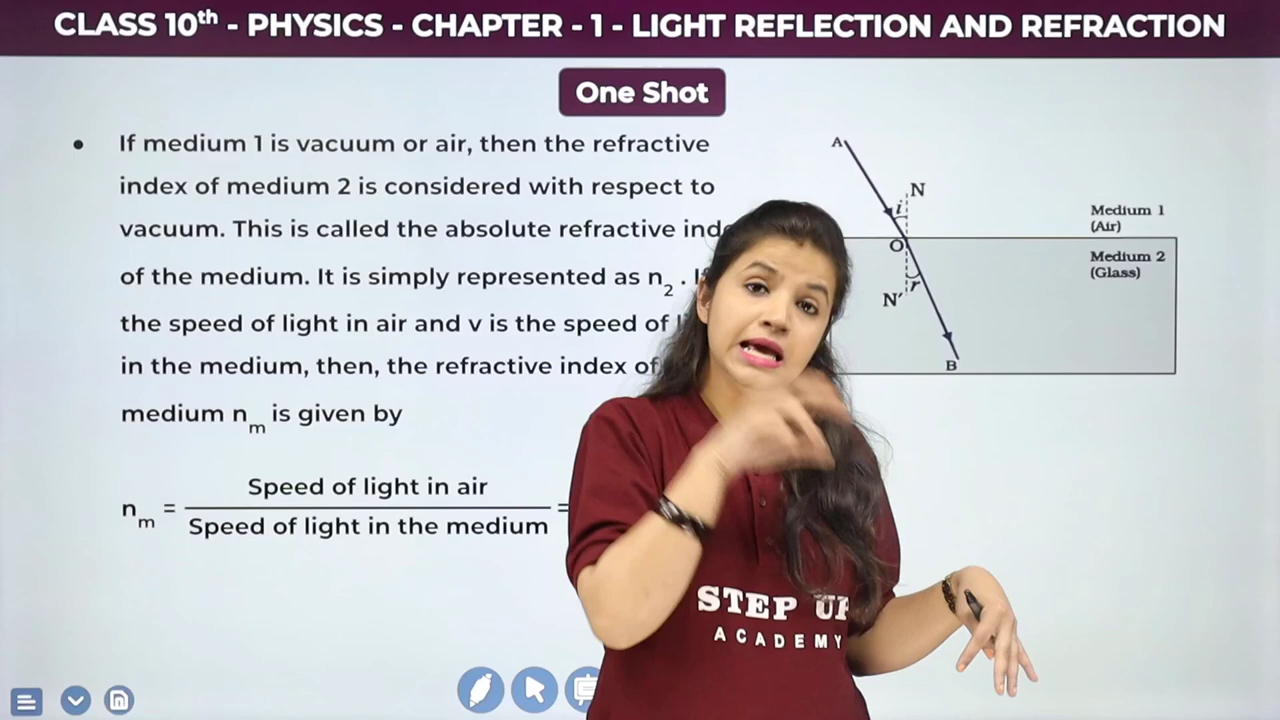 CLASS 10th - PHYSICS - CHAPTER - 1 - LIGHT REFLECTION AND REFRACTION
One Shot
• If medium 1 is vacuum or air, then the refractive
index of medium 2 is considered with respect to
vacuum. This is called the absolute refractive
of the medium. It is simply represented as n2 .
the speed of light in air and v is the speed of
in the medium, then, the refractive index of
medium nm is given by
nm = Speed of light in air
Speed of light in the medium =
A
N
i
O
r
N'
B
Medium 1
(Air)
Medium 2
(Glass)
STEP UP
ACADEMY